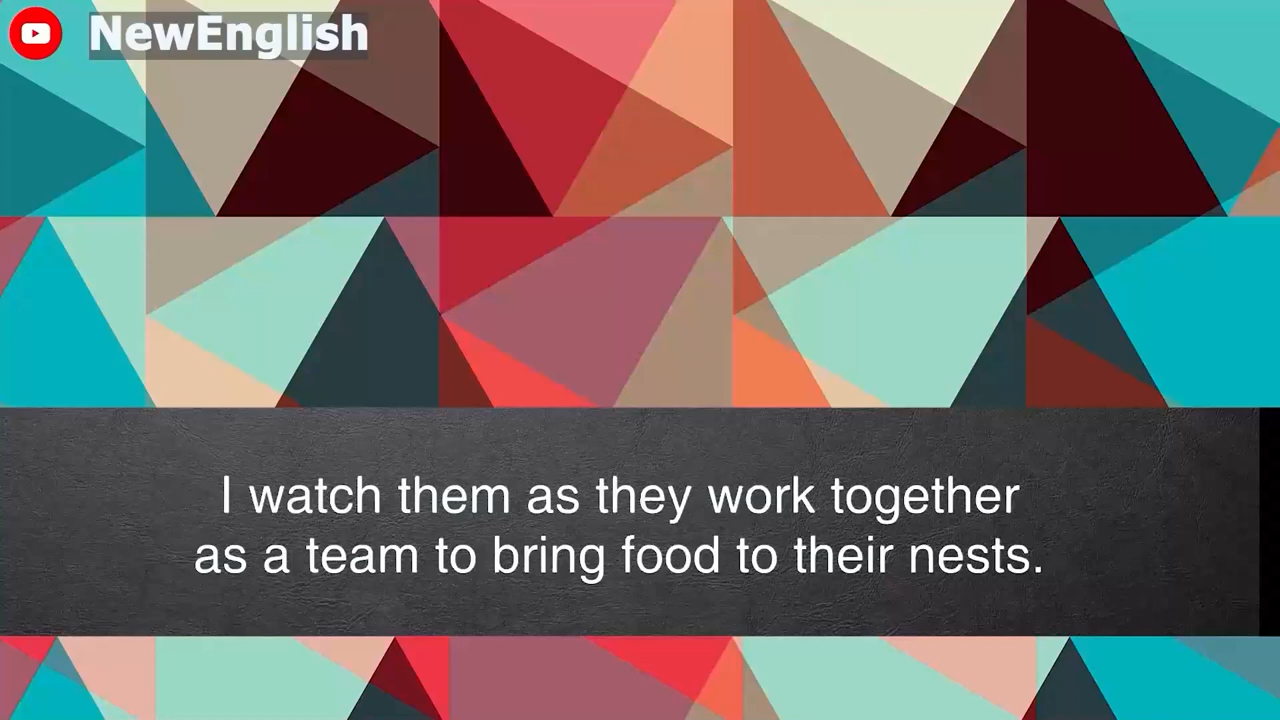 NewEnglish
I watch them as they work together
as a team to bring food to their nests.